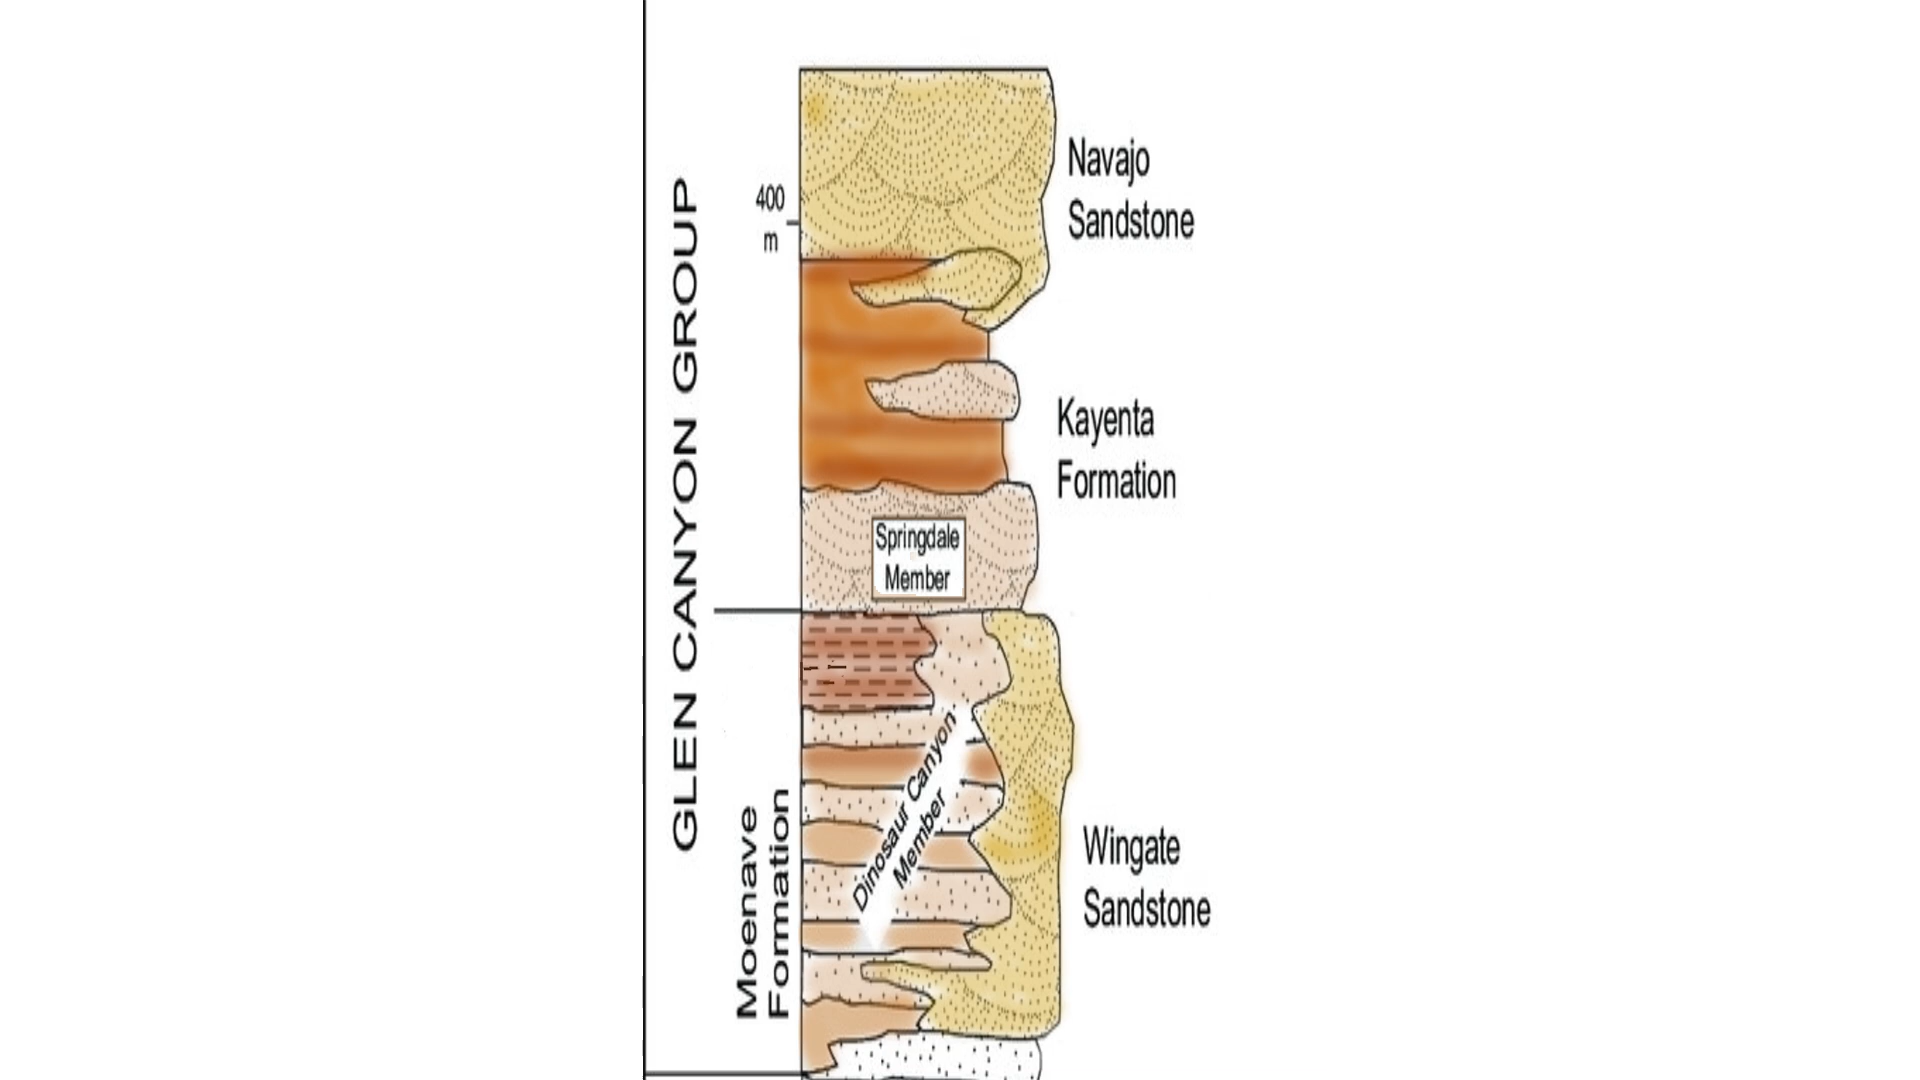 GLEN CANYON GROUP
400
m
Navajo
Sandstone
Kayenta
Formation
Springdale
Member
Moenave
Formation
Dinosaur Canyon
Member
Wingate
Sandstone